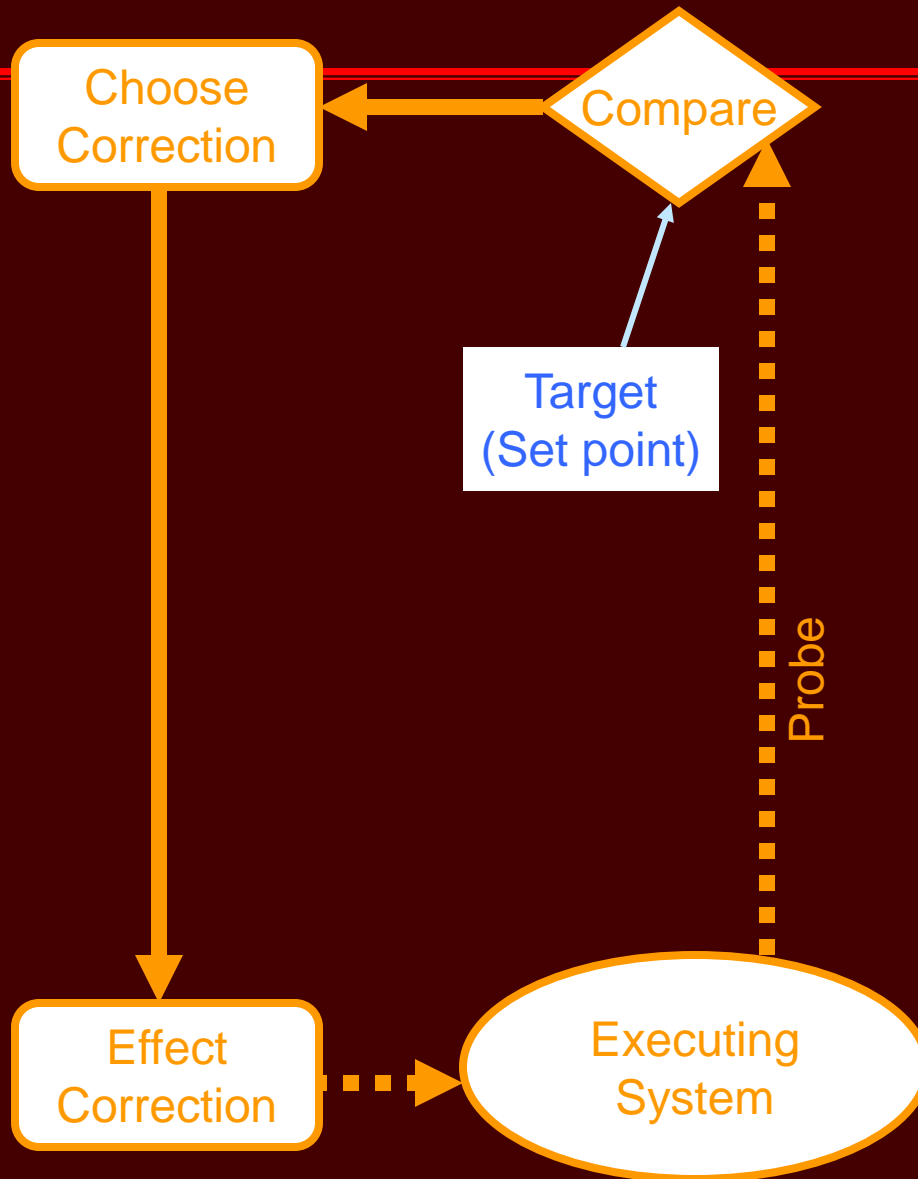 Choose
Correction
Compare
Target
(Set point)
Probe
Effect
Correction
Executing
System